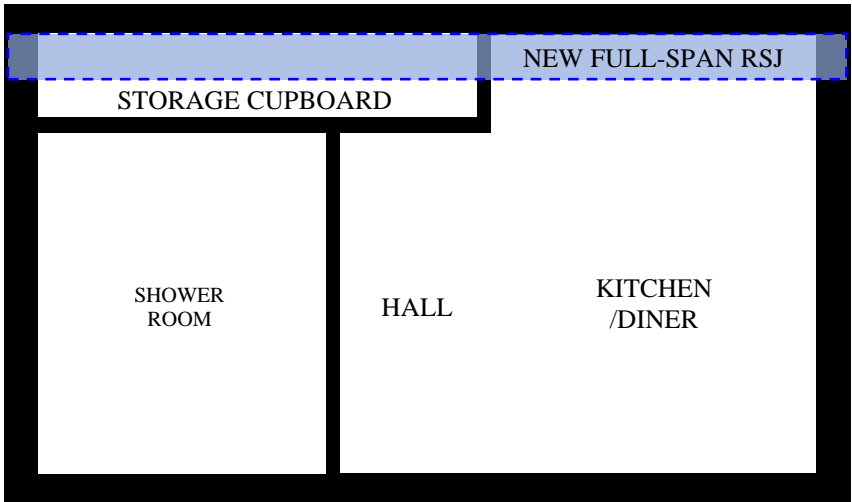 NEW FULL-SPAN RSJ
STORAGE CUPBOARD
SHOWER
ROOM
HALL
KITCHEN
/DINER